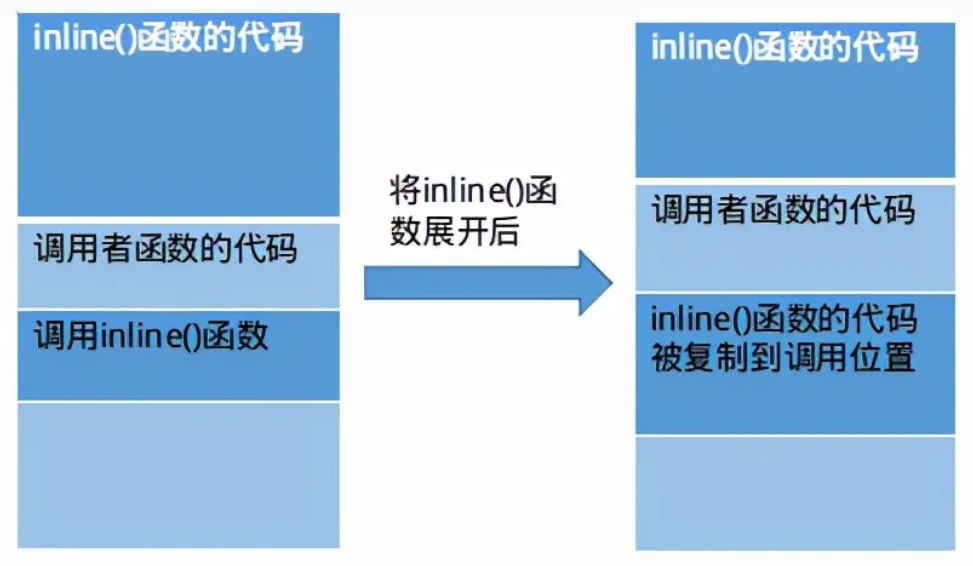 inline()函数的代码
调用者函数的代码
调用inline()函数
将inline()函
数展开后
inline()函数的代码
调用者函数的代码
inline()函数的代码
被复制到调用位置